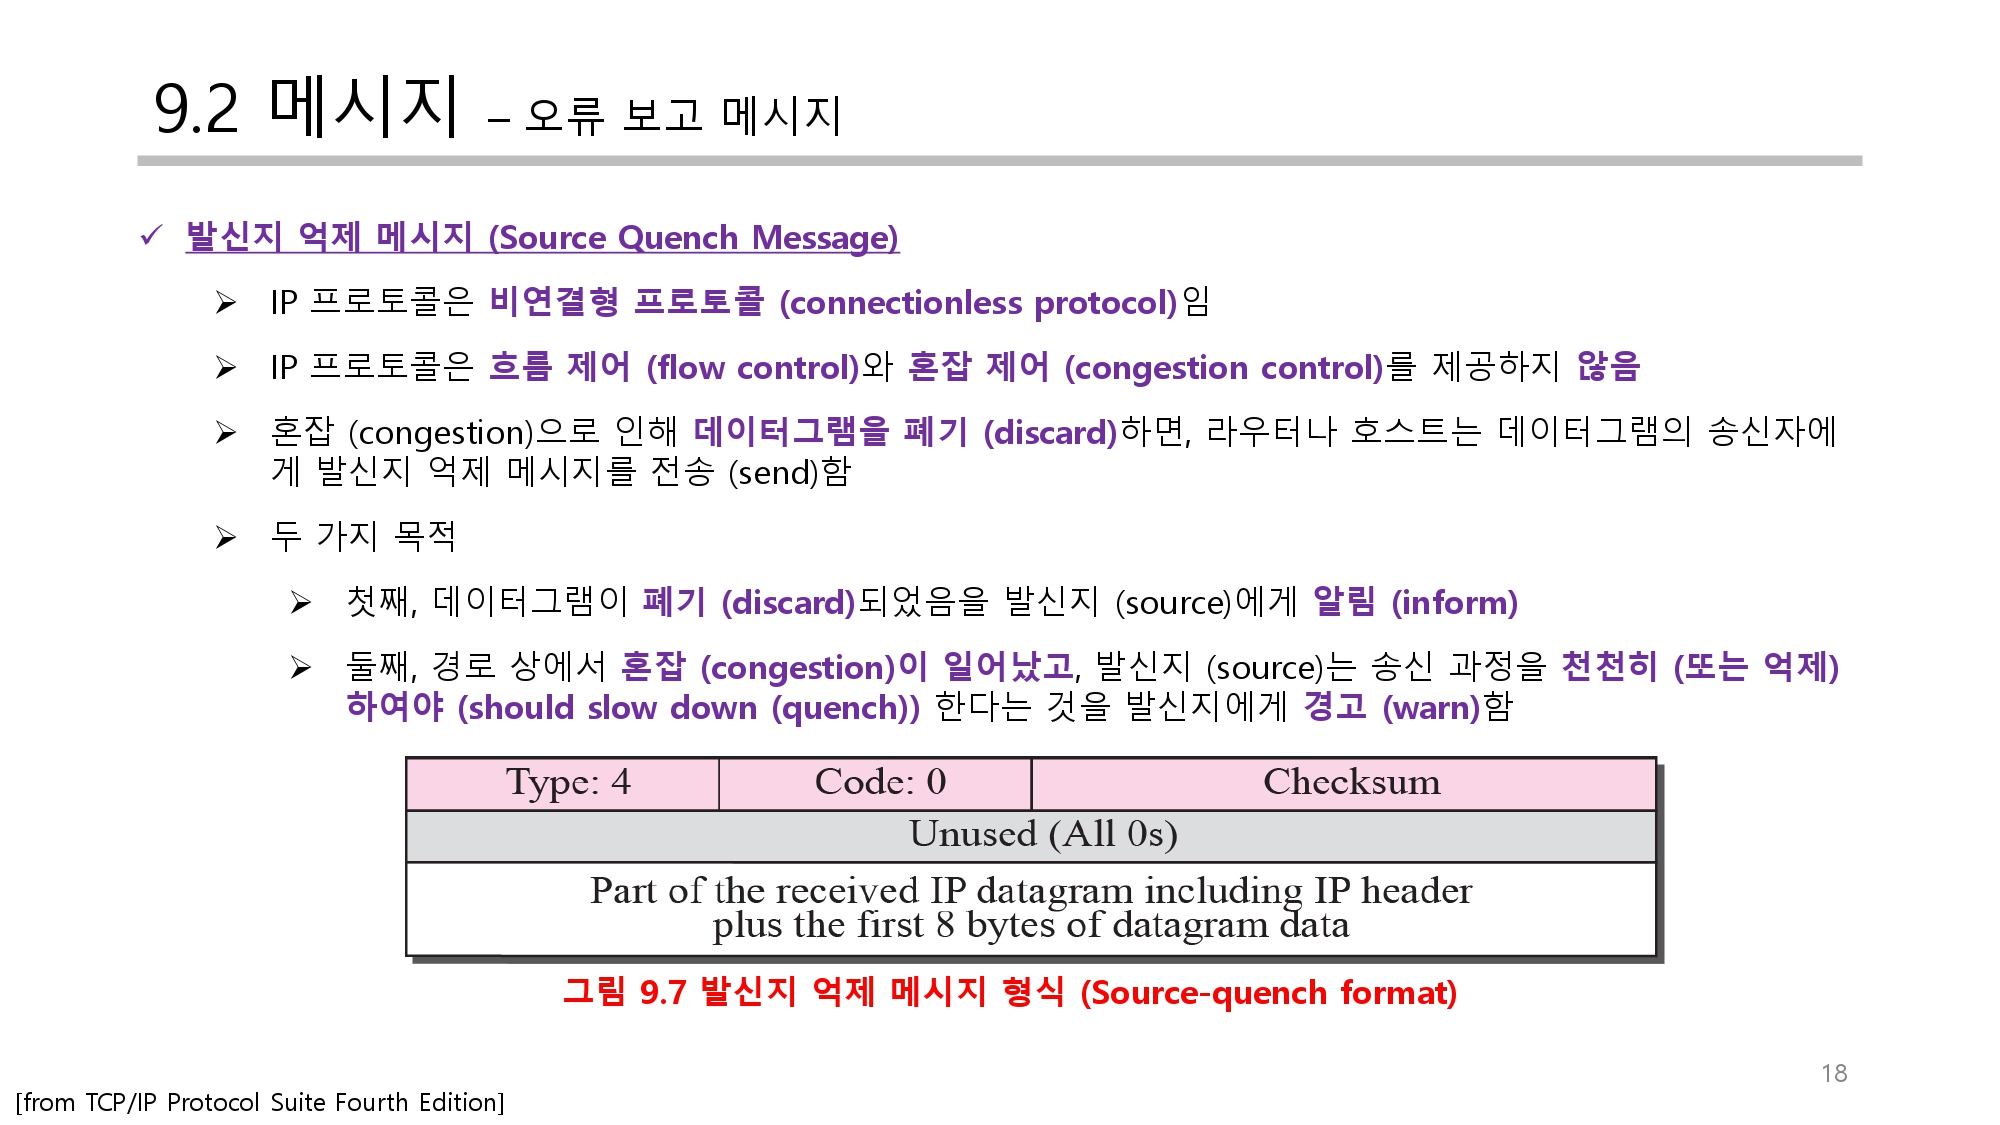 9.2 메시지 – 오류 보고 메시지
✓ 발신지 억제 메시지 (Source Quench Message)
➢ IP 프로토콜은 비연결형 프로토콜 (connectionless protocol)임
➢ IP 프로토콜은 흐름 제어 (flow control)와 혼잡 제어 (congestion control)를 제공하지 않음
➢ 혼잡 (congestion)으로 인해 데이터그램을 폐기 (discard)하면, 라우터나 호스트는 데이터그램의 송신자에
게 발신지 억제 메시지를 전송 (send)함
➢ 두 가지 목적
➢ 첫째, 데이터그램이 폐기 (discard)되었음을 발신지 (source)에게 알림 (inform)
➢ 둘째, 경로 상에서 혼잡 (congestion)이 일어났고, 발신지 (source)는 송신 과정을 천천히 (또는 억제)
하여야 (should slow down (quench)) 한다는 것을 발신지에게 경고 (warn)함
Type: 4 Code: 0 Checksum
Unused (All 0s)
Part of the received IP datagram including IP header
plus the first 8 bytes of datagram data
그림 9.7 발신지 억제 메시지 형식 (Source-quench format)
18
[from TCP/IP Protocol Suite Fourth Edition]